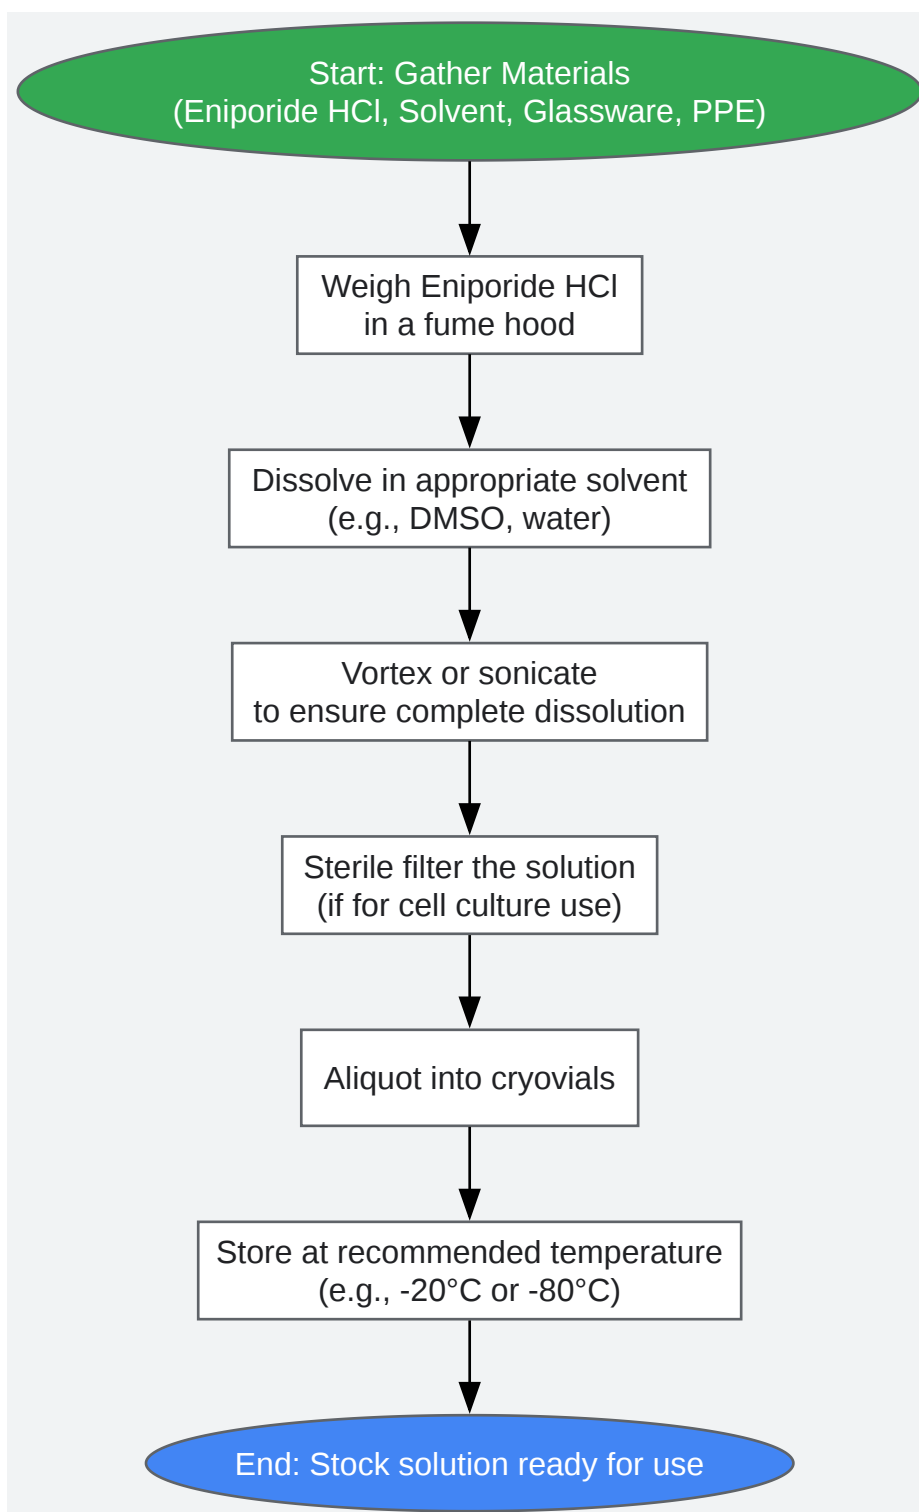 Start: Gather Materials
(Eniporide HCl, Solvent, Glassware, PPE)
Weigh Eniporide HCl
in a fume hood
Dissolve in appropriate solvent
(e.g., DMSO, water)
Vortex or sonicate
to ensure complete dissolution
Sterile filter the solution
(if for cell culture use)
Aliquot into cryovials
Store at recommended temperature
(e.g., -20°C or -80°C)
End: Stock solution ready for use